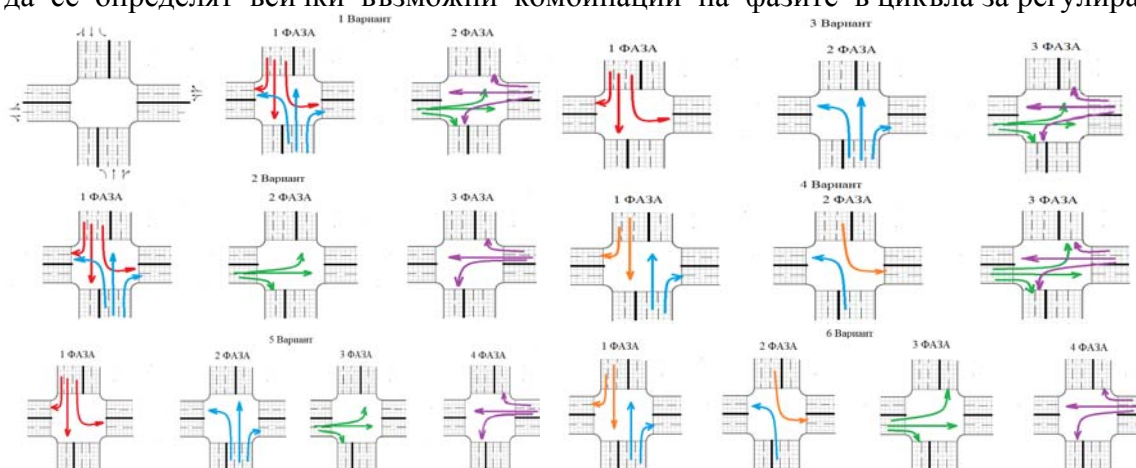 да се определят всички възможни комбинации на фазите в цикъла за регулира
1 Вариант
1 ФАЗА 2 ФАЗА
3 Вариант
1 ФАЗА 2 ФАЗА 3 ФАЗА
2 Вариант
1 ФАЗА 2 ФАЗА 3 ФАЗА
4 Вариант
1 ФАЗА 2 ФАЗА 3 ФАЗА
5 Вариант
1 ФАЗА 2 ФАЗА 3 ФАЗА 4 ФАЗА
6 Вариант
1 ФАЗА 2 ФАЗА 3 ФАЗА 4 ФАЗА